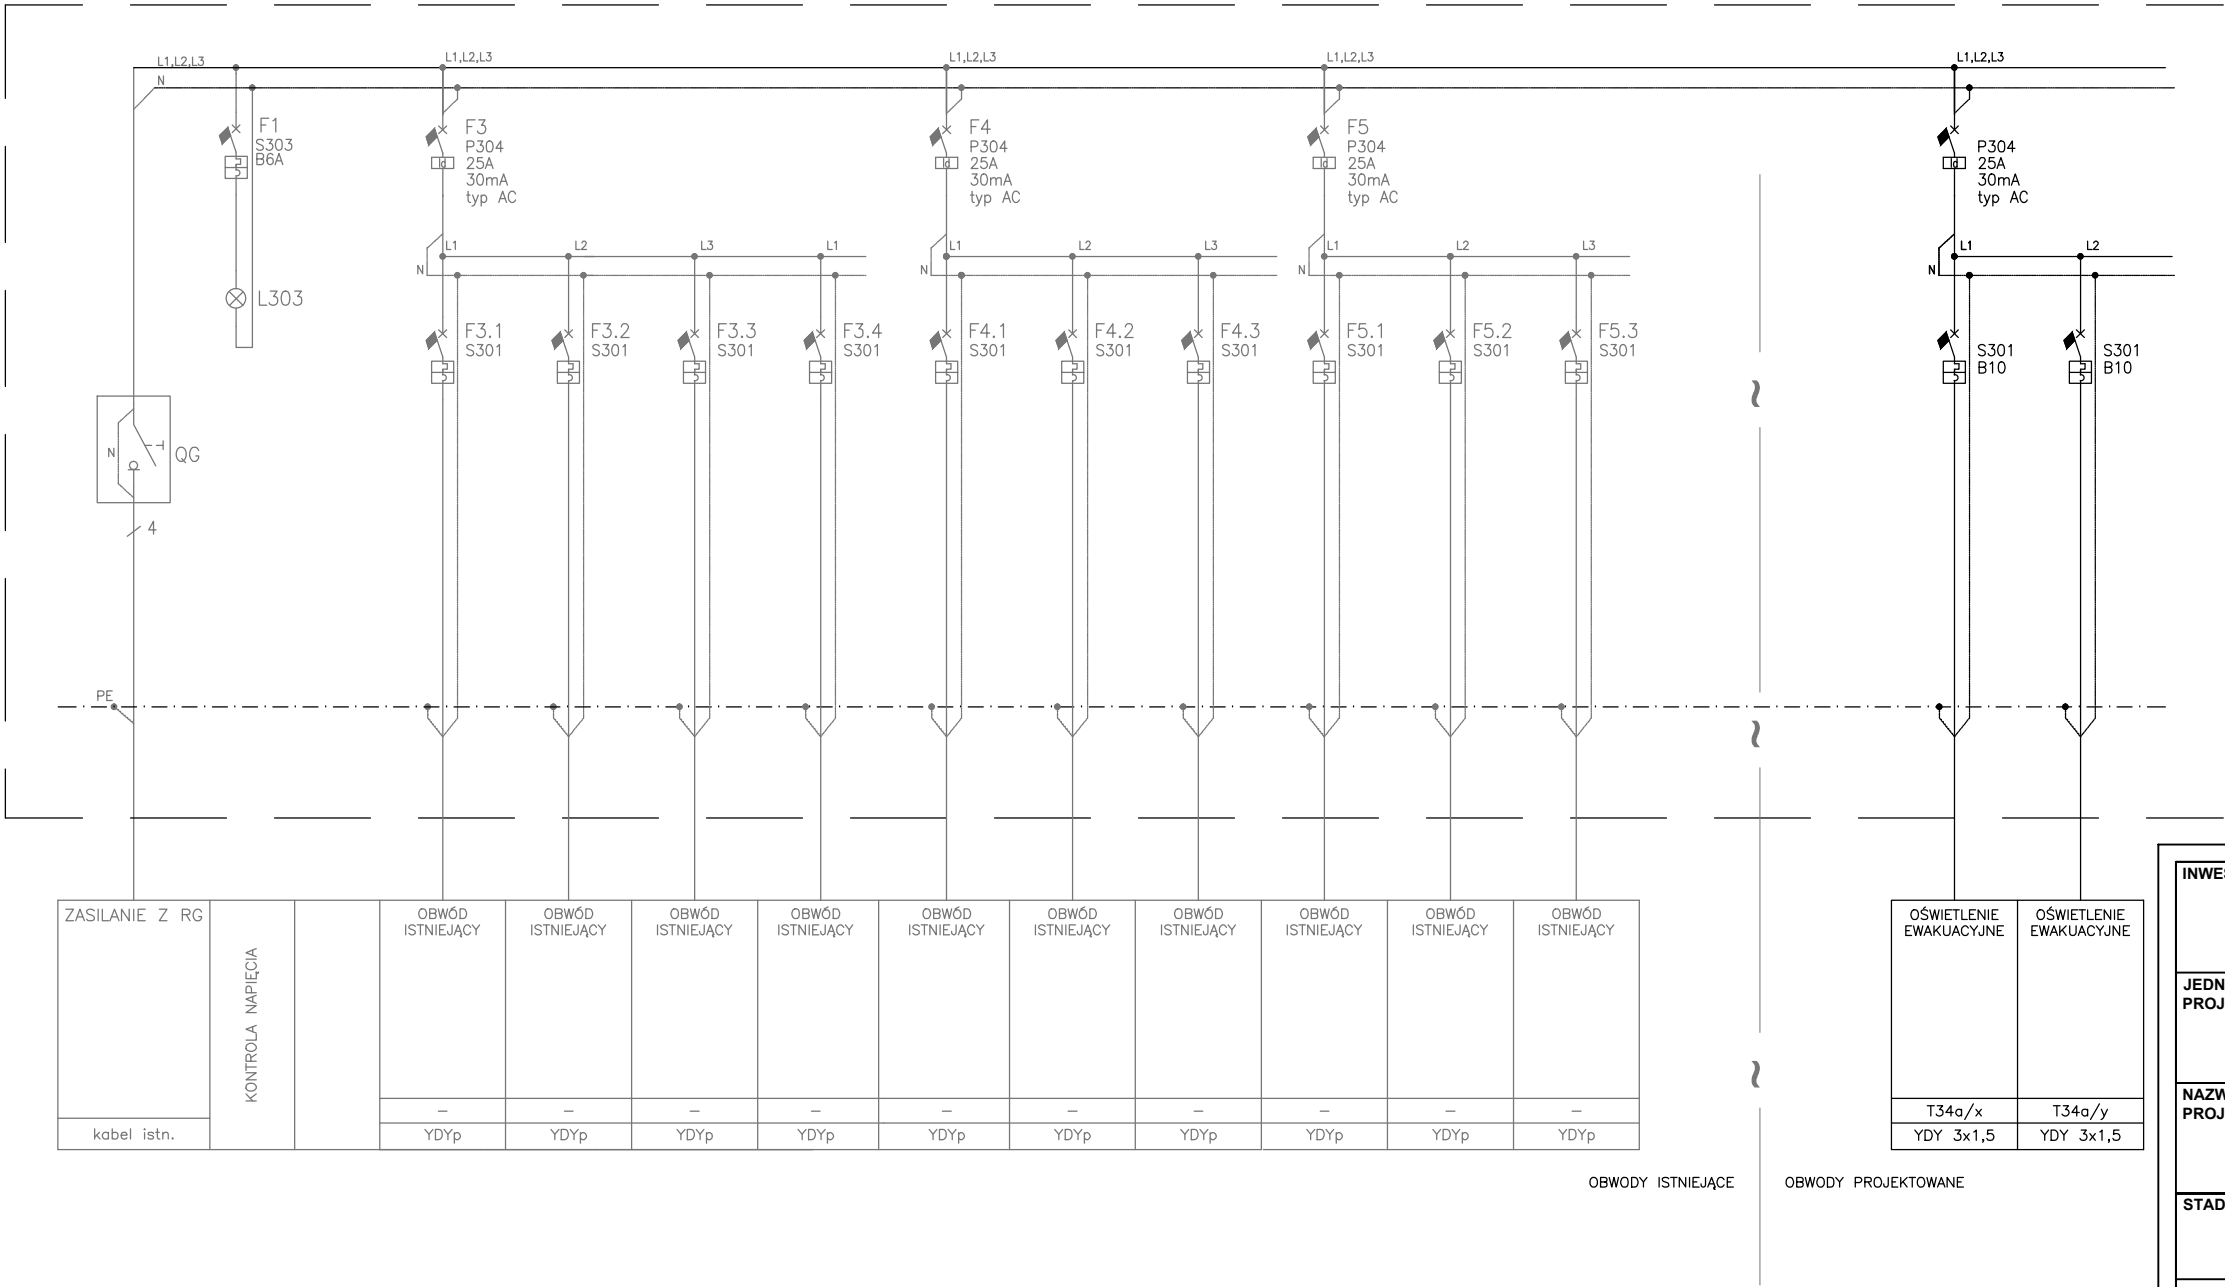 L1,L2,L3
L1,L2,L3
L1,L2,L3
L1,L2,L3
L1,L2,L3
N
F1
S303
B6A
F3
P304
25A
30mA
typ AC
F4
P304
25A
30mA
typ AC
F5
P304
25A
30mA
typ AC
P304
25A
30mA
typ AC
L1
L2
L3
L1
N
L1
L2
L3
N
L1
L2
L3
N
L1
L2
N
L303
F3.1
S301
F3.2
S301
F3.3
S301
F3.4
S301
F4.1
S301
F4.2
S301
F4.3
S301
F5.1
S301
F5.2
S301
F5.3
S301
S301
B10
S301
B10
N
QG
4
PE
ZASILANIE Z RG
kabel istn.
KONTROLA NAPIĘCIA
OBWÓD
ISTNIEJĄCY
–
YDYp
OBWÓD
ISTNIEJĄCY
–
YDYp
OBWÓD
ISTNIEJĄCY
–
YDYp
OBWÓD
ISTNIEJĄCY
–
YDYp
OBWÓD
ISTNIEJĄCY
–
YDYp
OBWÓD
ISTNIEJĄCY
–
YDYp
OBWÓD
ISTNIEJĄCY
–
YDYp
OBWÓD
ISTNIEJĄCY
–
YDYp
OBWÓD
ISTNIEJĄCY
–
YDYp
OBWÓD
ISTNIEJĄCY
–
YDYp
OŚWIETLENIE
EWAKUACYJNE
T34a/x
YDY 3x1,5
OŚWIETLENIE
EWAKUACYJNE
T34a/y
YDY 3x1,5
OBWODY ISTNIEJĄCE
OBWODY PROJEKTOWANE
INWES
JEDN
PROJ
NAZW
PROJ
STAD